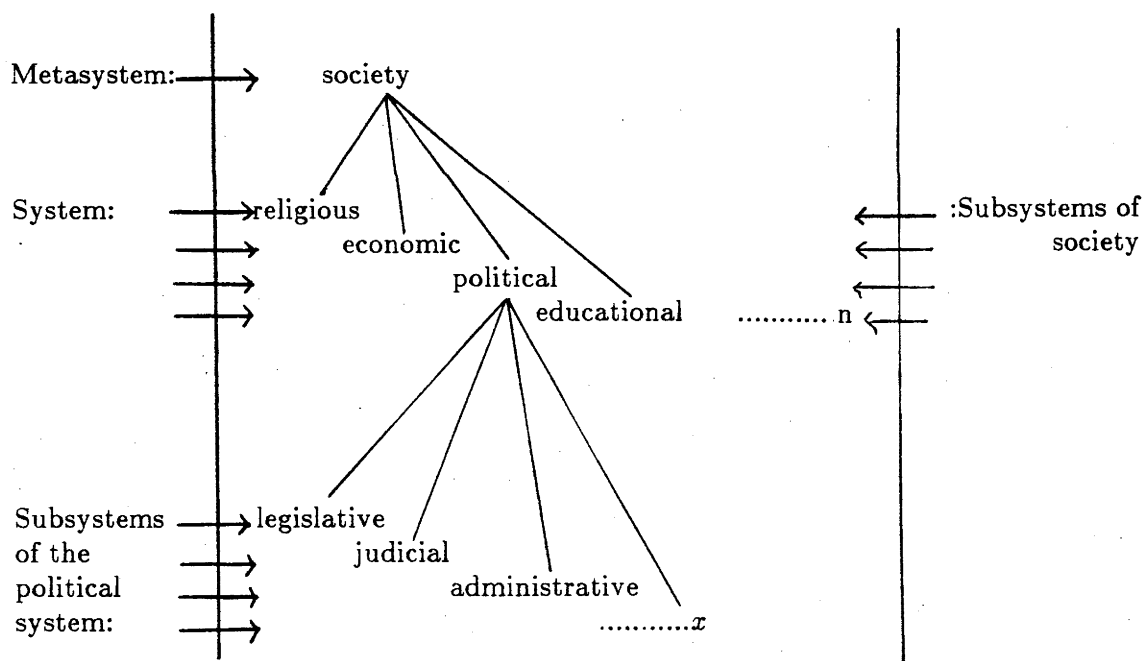 Metasystem: society
System: religious :Subsystems of
economic society
political
educational ........... n
Subsystems legislative
of the judicial
political administrative
system: ...........x